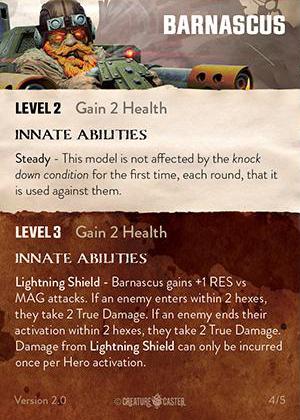 BARNASCUS
LEVEL 2 Gain 2 Health
INNATE ABILITIES
Steady - This model is not affected by the knock
down condition for the first time, each round, that it
is used against them.
LEVEL 3 Gain 2 Health
INNATE ABILITIES
Lightning Shield - Barnascus gains +1 RES vs
MAG attacks. If an enemy enters within 2 hexes,
they take 2 True Damage. If an enemy ends their
activation within 2 hexes, they take 2 True Damage.
Damage from Lightning Shield can only be incurred
once per Hero activation.
Version 2.0 © CREATURE CASTER 4/5